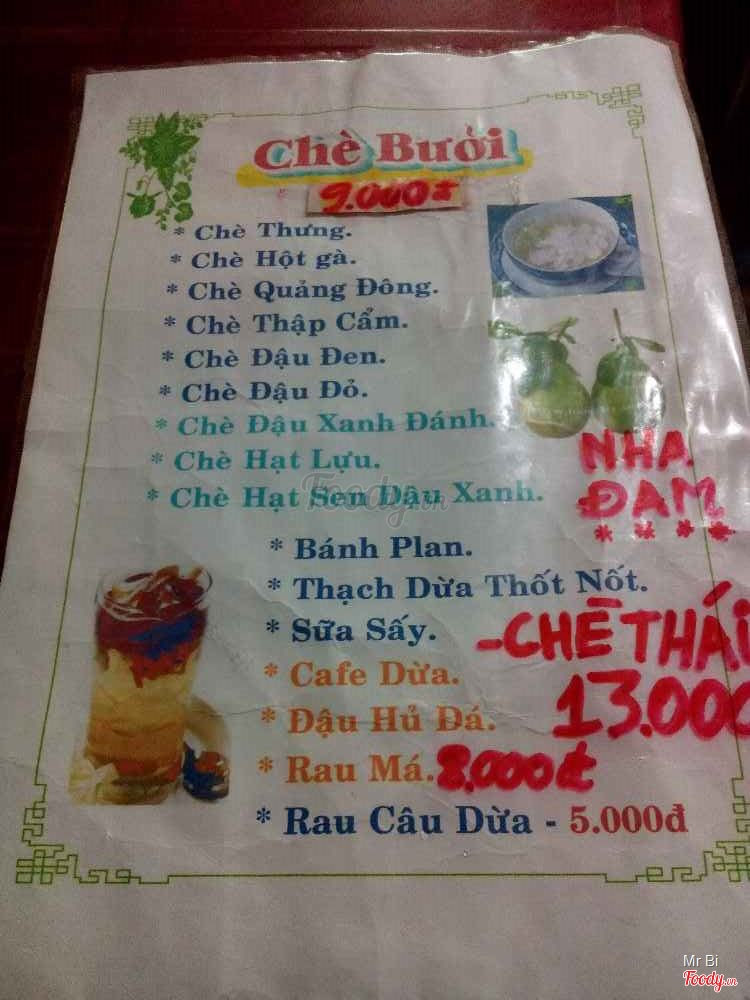 Chè Bưởi
9.000đ
* Chè Thưng.
* Chè Hột gà.
* Chè Quảng Đông.
* Chè Thập Cẩm.
* Chè Đậu Đen.
* Chè Đậu Đỏ.
* Chè Đậu Xanh Đánh.
* Chè Hạt Lựu.
* Chè Hạt Sen Đậu Xanh.
NHA
ĐAM
* * * *
* Bánh Plan.
* Thạch Dừa Thốt Nốt.
* Sữa Sấy.
-CHÈ THÁI
13.000
* Cafe Dừa.
* Đậu Hủ Đá.
* Rau Má. 8.000đ
* Rau Câu Dừa - 5.000đ
Foody.vn
Mr Bi
Foody.vn